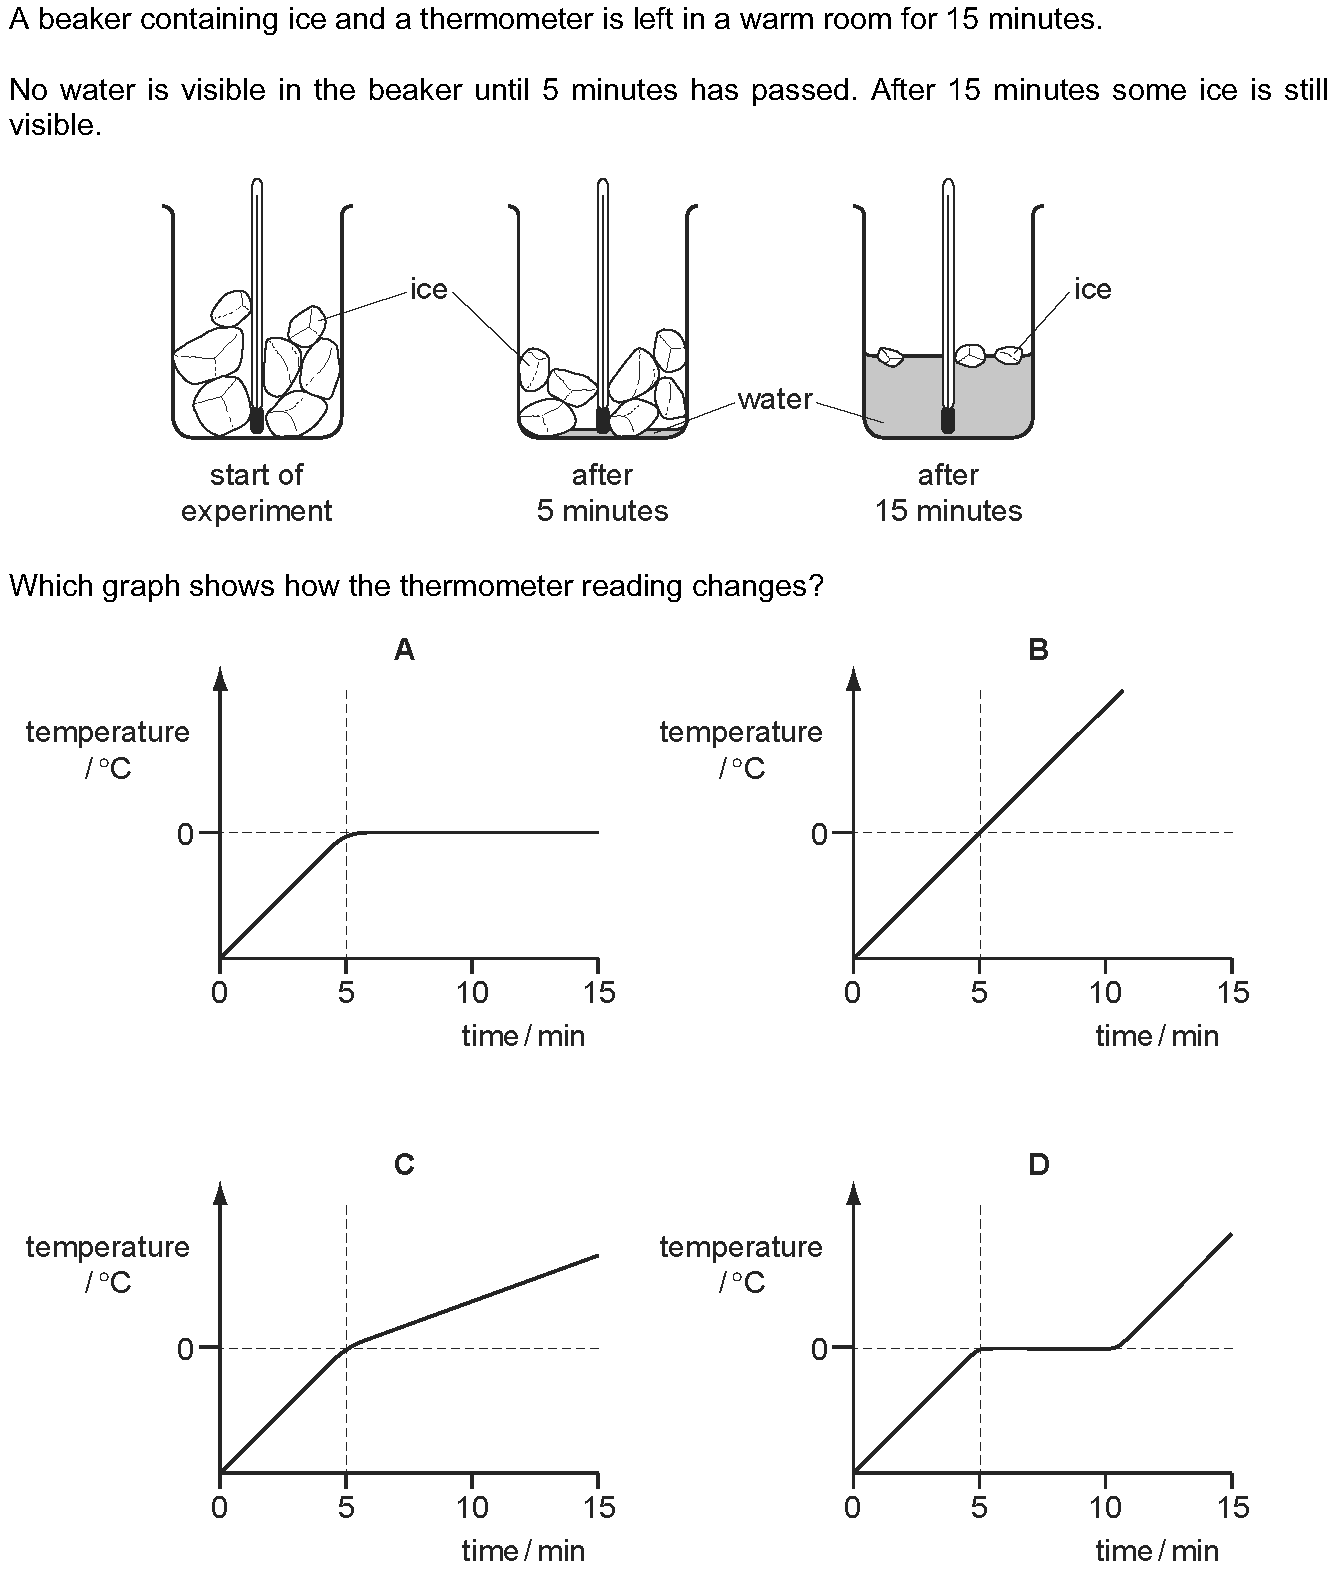 A beaker containing ice and a thermometer is left in a warm room for 15 minutes.
No water is visible in the beaker until 5 minutes has passed. After 15 minutes some ice is still
visible.
ice
ice
water
start of
experiment
after
5 minutes
after
15 minutes
Which graph shows how the thermometer reading changes?
A
temperature
/ °C
0
0 5 10 15
time / min
B
temperature
/ °C
0
0 5 10 15
time / min
C
temperature
/ °C
0
0 5 10 15
time / min
D
temperature
/ °C
0
0 5 10 15
time / min